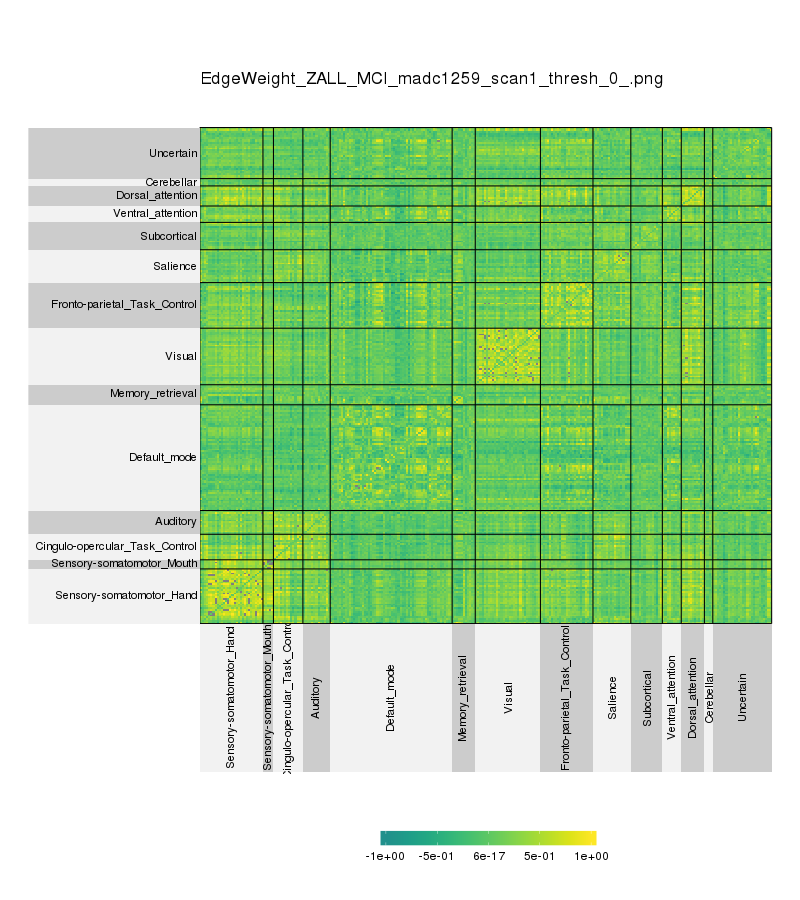 EdgeWeight_ZALL_MCI_madc1259_scan1_thresh_0_.png
Uncertain
Cerebellar
Dorsal_attention
Ventral_attention
Subcortical
Salience
Fronto-parietal_Task_Control
Visual
Memory_retrieval
Default_mode
Auditory
Cingulo-opercular_Task_Control
Sensory-somatomotor_Mouth
Sensory-somatomotor_Hand
Sensory-somatomotor_Hand
Sensory-somatomotor_Mouth
Cingulo-opercular_Task_Control
Auditory
Default_mode
Memory_retrieval
Visual
Fronto-parietal_Task_Control
Salience
Subcortical
Ventral_attention
Dorsal_attention
Cerebellar
Uncertain
-1e+00 -5e-01 6e-17 5e-01 1e+00